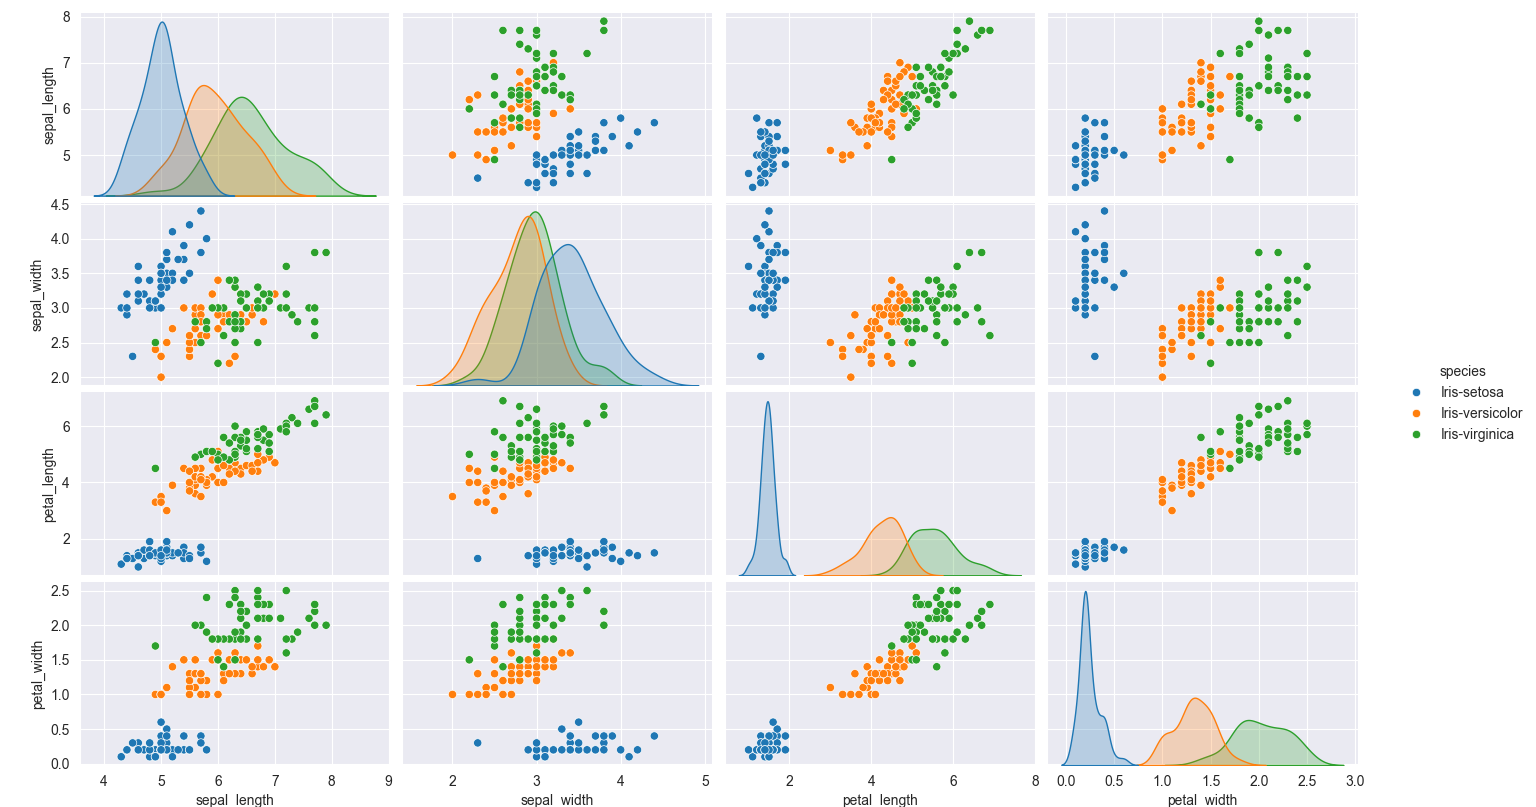 8
7
6
5
sepal_length
4.5
4.0
3.5
3.0
2.5
2.0
sepal_width
6
4
2
petal_length
2.5
2.0
1.5
1.0
0.5
0.0
petal_width
4 5 6 7 8 9
sepal_length
2 3 4 5
sepal_width
2 4 6 8
petal_length
0.0 0.5 1.0 1.5 2.0 2.5 3.0
petal_width
species
Iris-setosa
Iris-versicolor
Iris-virginica